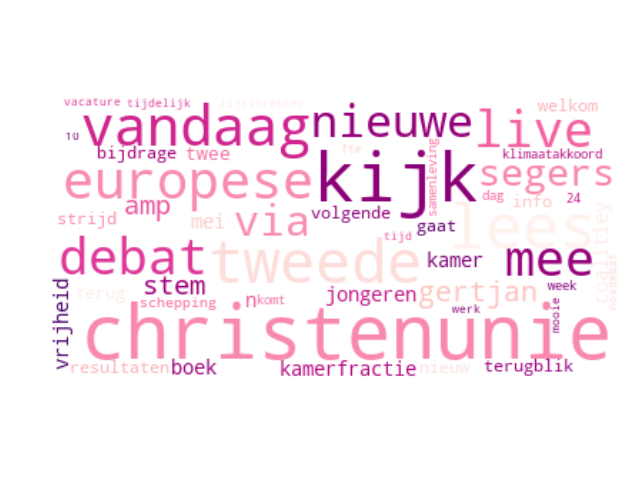 vacature tijdelijk lijsttrekker welkom
10 vandaag nieuwe live
bijdrage twee fte klimaatakkoord
europese kijk samenleving segers
amp dag info 24
strijd mei via volgende gaat lees
tijd
debat tweede kamer mee
terug stem jongeren gertjan week
schepping n komt werk mooie nosdebat
vrijheid christenunie
resultaten boek kamerfractie nieuw terugblik